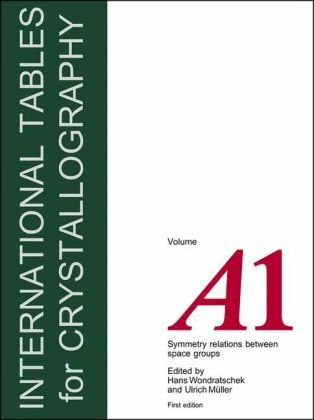 INTERNATIONAL TABLES
for CRYSTALLOGRAPHY
Volume
A1
Symmetry relations between
space groups
Edited by
Hans Wondratschek
and Ulrich Müller
First edition